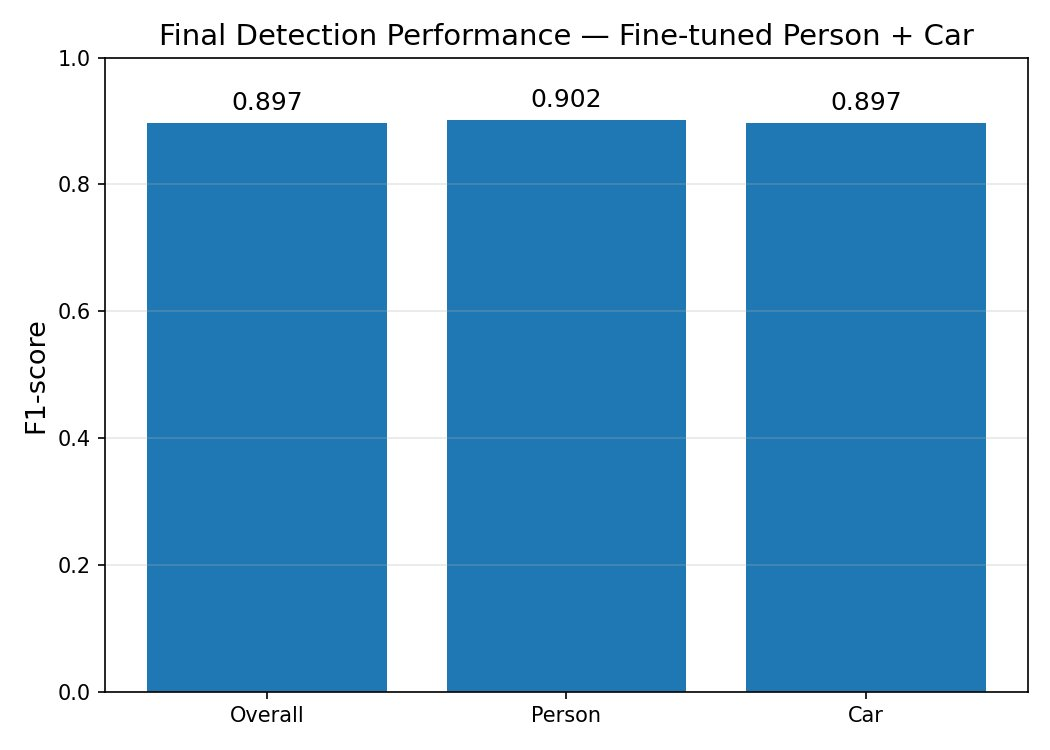 Final Detection Performance — Fine-tuned Person + Car
F1-score
1.0
0.8
0.6
0.4
0.2
0.0
0.897
0.902
0.897
Overall
Person
Car